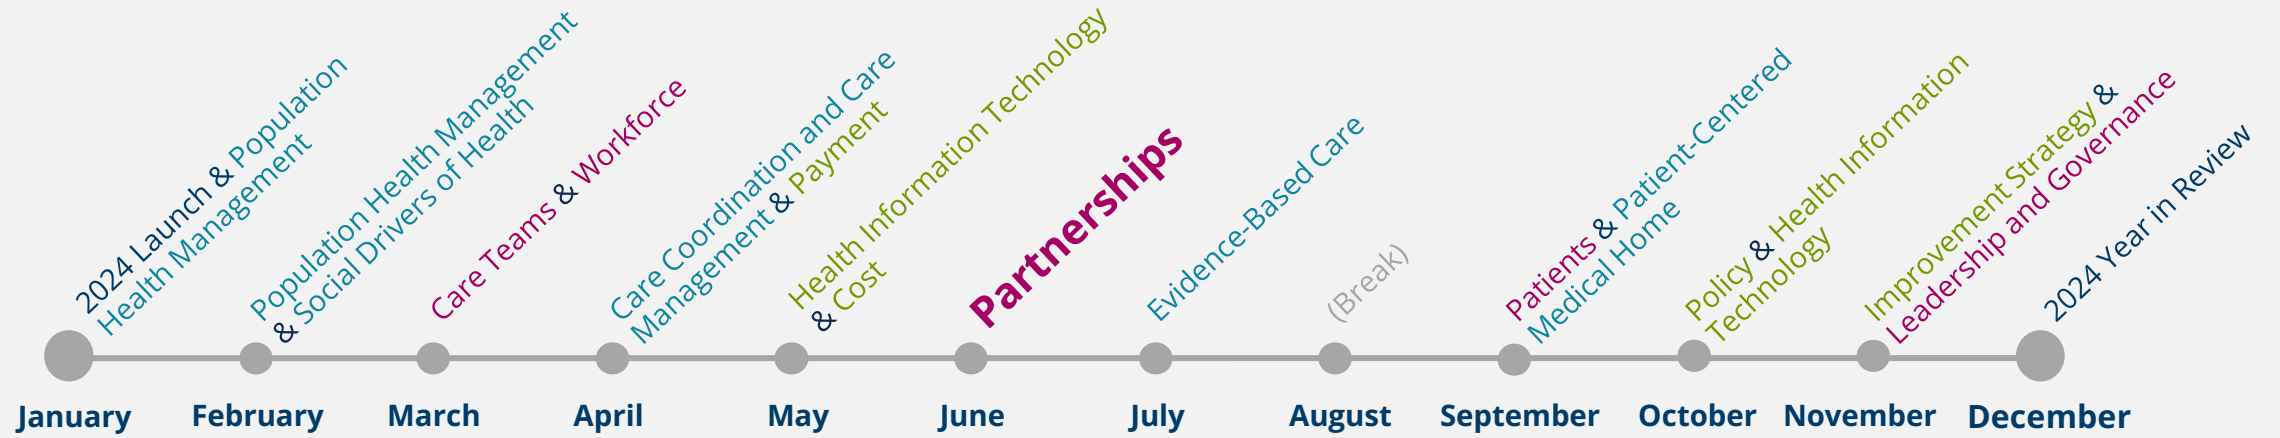 2024 Launch & Population
Health Management
Population Health Management
& Social Drivers of Health
Care Teams & Workforce
Care Coordination and Care
Management & Payment
Health Information Technology
& Cost
Partnerships
Evidence-Based Care
(Break)
Patients & Patient-Centered
Medical Home
Policy & Health Information
Technology
Improvement Strategy &
Leadership and Governance
2024 Year in Review
January
February
March
April
May
June
July
August
September
October
November
December